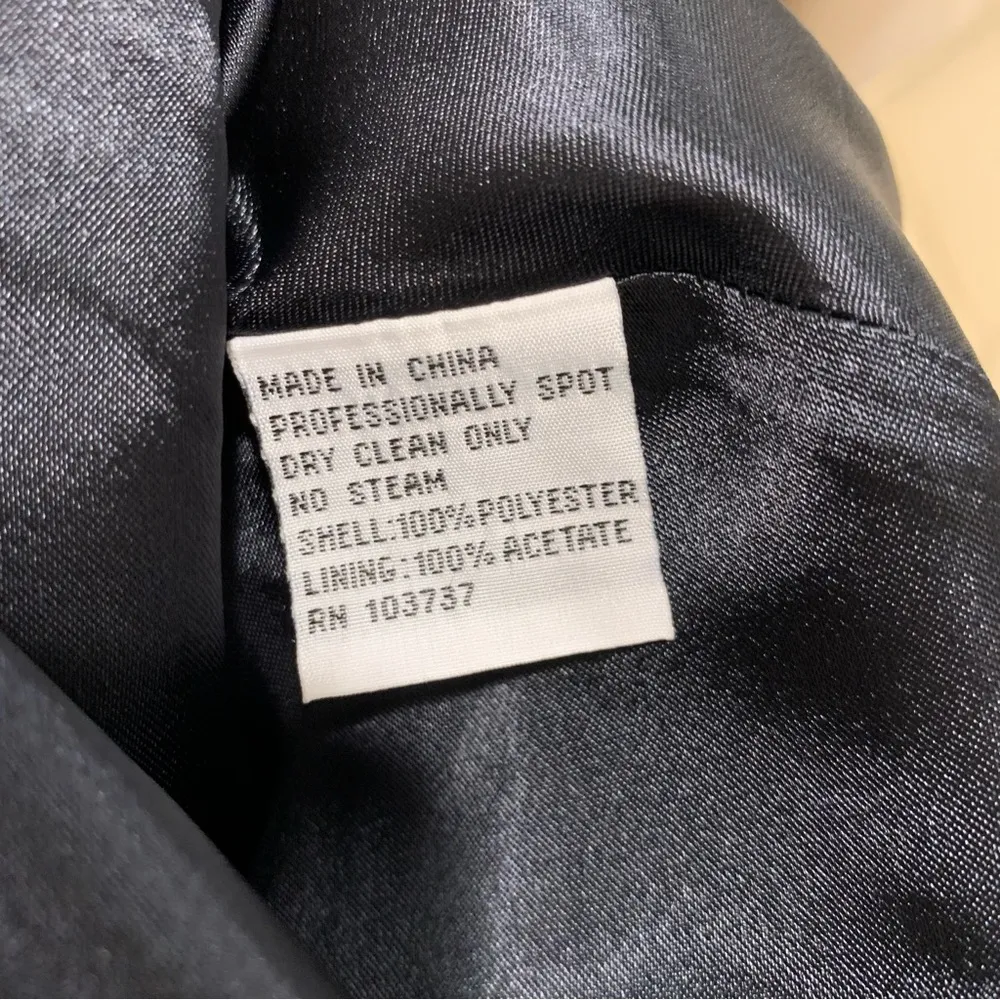 MADE IN CHINA
PROFESSIONALLY SPOT
DRY CLEAN ONLY
NO STEAM
SHELL:100%POLYESTER
LINING:100% ACETATE
RN 103737